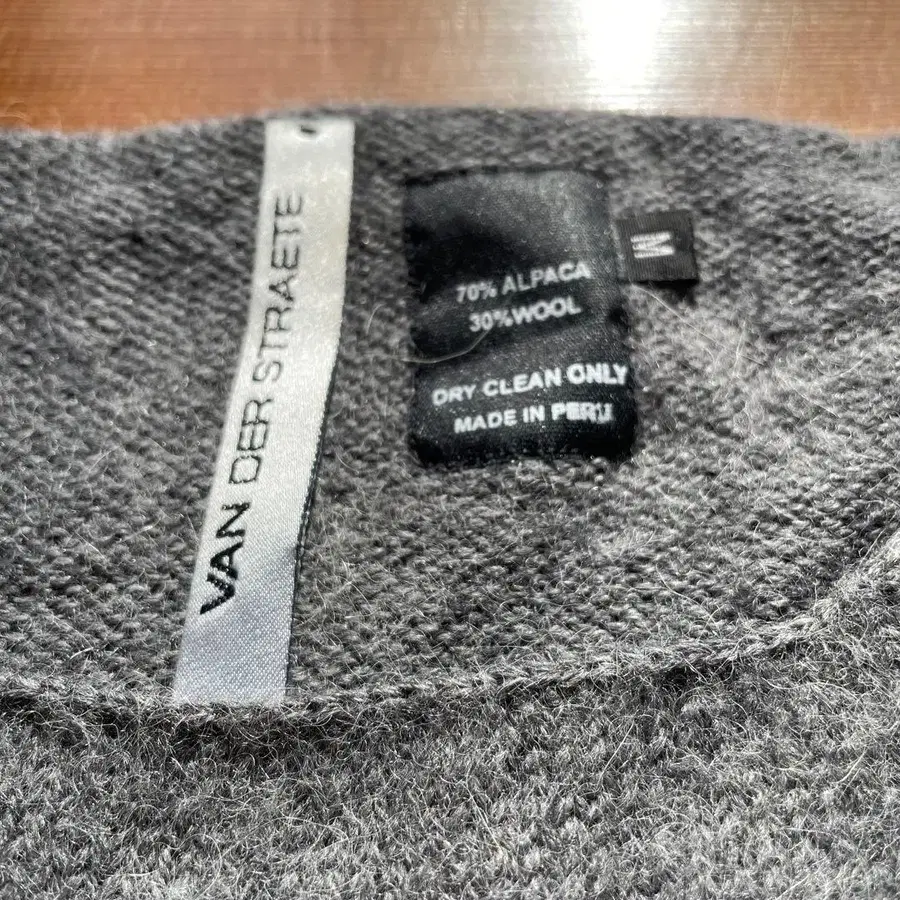 VAN DER STRAETE
70% ALPACA
30% WOOL
DRY CLEAN ONLY
MADE IN PERU
M